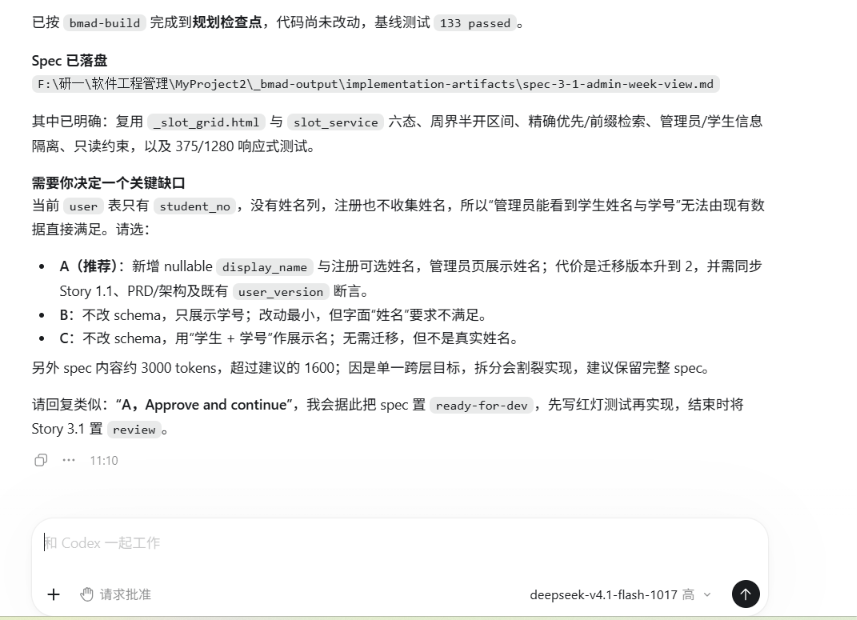 已按 bmad-build 完成到规划检查点，代码尚未改动，基线测试 133 passed 。
Spec 已落盘
F:\研一\软件工程管理\MyProject2\_bmad-output\implementation-artifacts\spec-3-1-admin-week-view.md
其中已明确：复用 _slot_grid.html 与 slot_service 六态、周界半开区间、精确优先/前缀检索、管理员/学生信息
隔离、只读约束，以及 375/1280 响应式测试。
需要你决定一个关键缺口
当前 user 表只有 student_no ，没有姓名列，注册也不收集姓名，所以“管理员能看到学生姓名与学号”无法由现有数
据直接满足。请选：
• A（推荐）：新增 nullable display_name 与注册可选姓名，管理员页展示姓名；代价是迁移版本升到 2，并需同步
Story 1.1、PRD/架构及既有 user_version 断言。
• B：不改 schema，只展示学号；改动最小，但字面“姓名”要求不满足。
• C：不改 schema，用“学生 + 学号”作展示名；无需迁移，但不是真实姓名。
另外 spec 内容约 3000 tokens，超过建议的 1600；因是单一跨层目标，拆分会割裂实现，建议保留完整 spec。
请回复类似：“A，Approve and continue”，我会据此把 spec 置 ready-for-dev ，先写红灯测试再实现，结束时将
Story 3.1 置 review 。
11:10
和 Codex 一起工作
请求批准 deepseek-v4.1-flash-1017 高